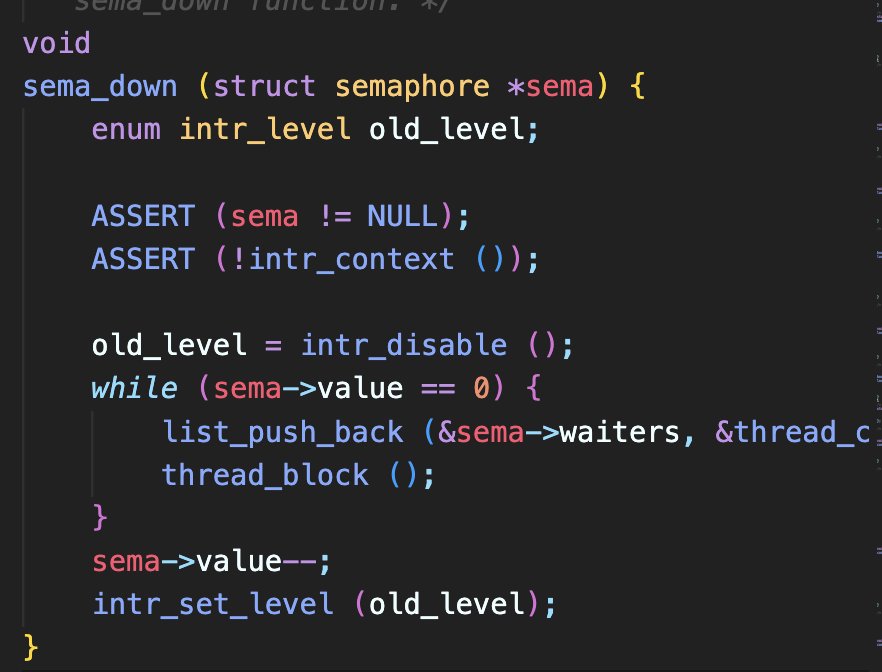 sema_down function. */
void
sema_down (struct semaphore *sema) {
    enum intr_level old_level;

    ASSERT (sema != NULL);
    ASSERT (!intr_context ());

    old_level = intr_disable ();
    while (sema->value == 0) {
        list_push_back (&sema->waiters, &thread_c
        thread_block ();
    }
    sema->value--;
    intr_set_level (old_level);
}